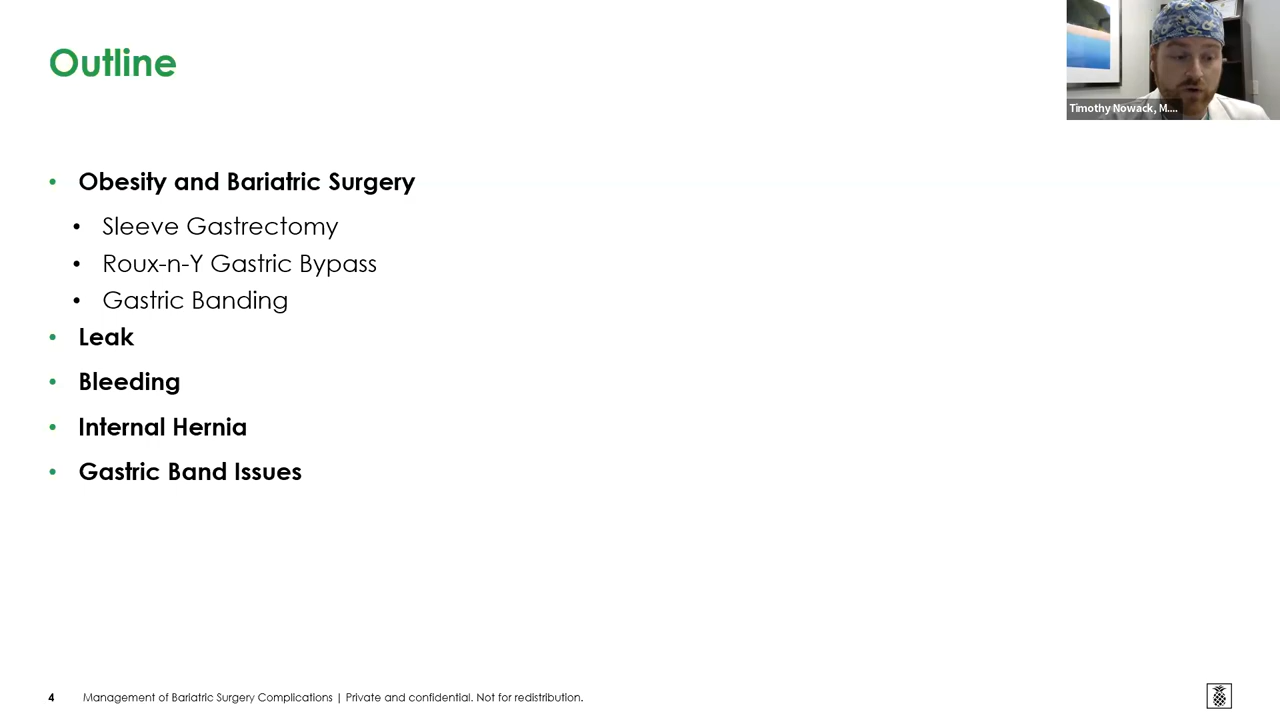 Outline
Timothy Nowack, M....
• Obesity and Bariatric Surgery
• Sleeve Gastrectomy
• Roux-n-Y Gastric Bypass
• Gastric Banding
• Leak
• Bleeding
• Internal Hernia
• Gastric Band Issues
4 Management of Bariatric Surgery Complications | Private and confidential. Not for redistribution.